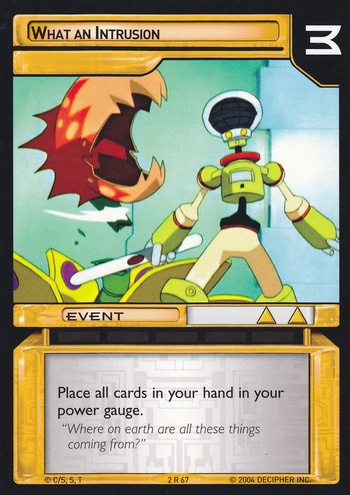 What an Intrusion
3
EVENT
Place all cards in your hand in your
power gauge.
"Where on earth are all these things
coming from?"
© C/S, S, T
2 R 67
© 2004 DECIPHER INC.